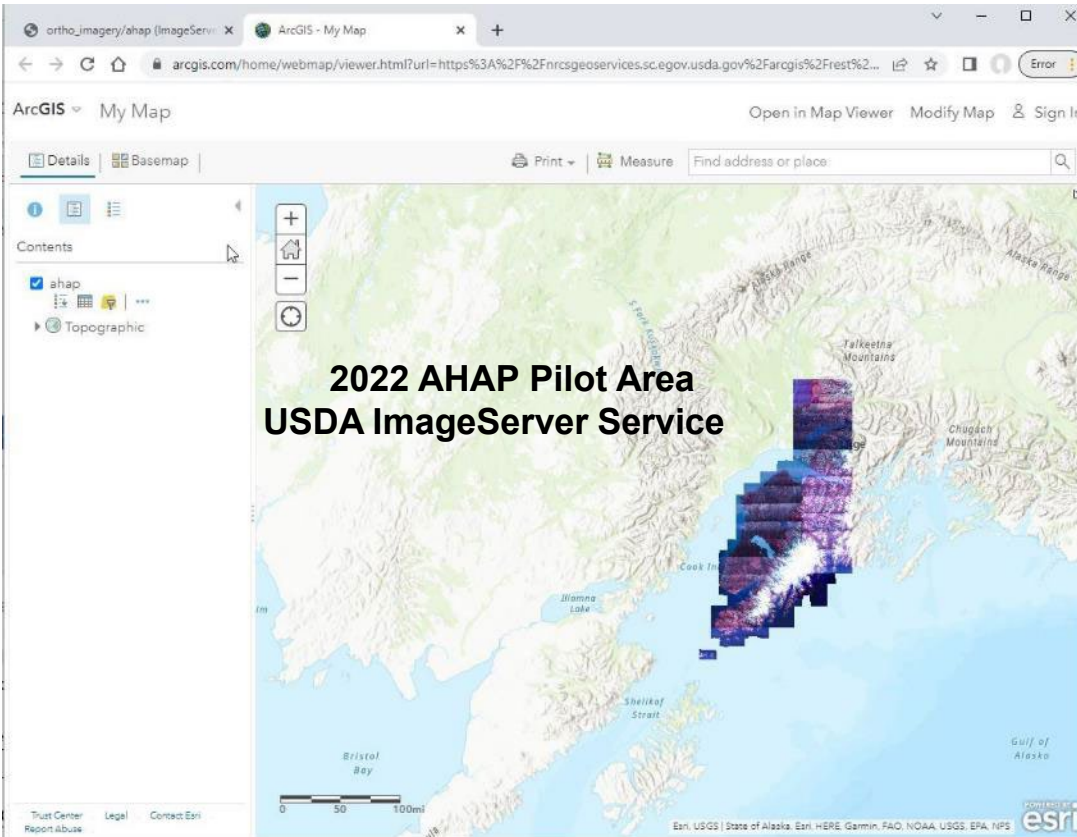 ortho_imagery/ahap (ImageServ
ArcGIS - My Map
arcgis.com/home/webmap/viewer.html?url=https%3A%2F%2Fnrcsgeoservices.sc.egov.usda.gov%2Farcgis%2Frest%2...
Error
ArcGIS My Map
Open in Map Viewer Modify Map Sign In
Details Basemap
Print Measure Find address or place
Contents
ahap
Topographic
Alaska Range
Alaska Range
Talkeetna
Mountains
2022 AHAP Pilot Area
USDA ImageServer Service
Chugach
Mountains
Cook In
Iliamna
Lake
Shelikof
Strait
Bristol
Bay
Gulf of
Alaska
0 50 100mi
Trust Center Legal Contact Esri
Report Abuse
Esri, USGS | State of Alaska, Esri, HERE, Garmin, FAO, NOAA, USGS, EPA, NPS
POWERED BY
esri